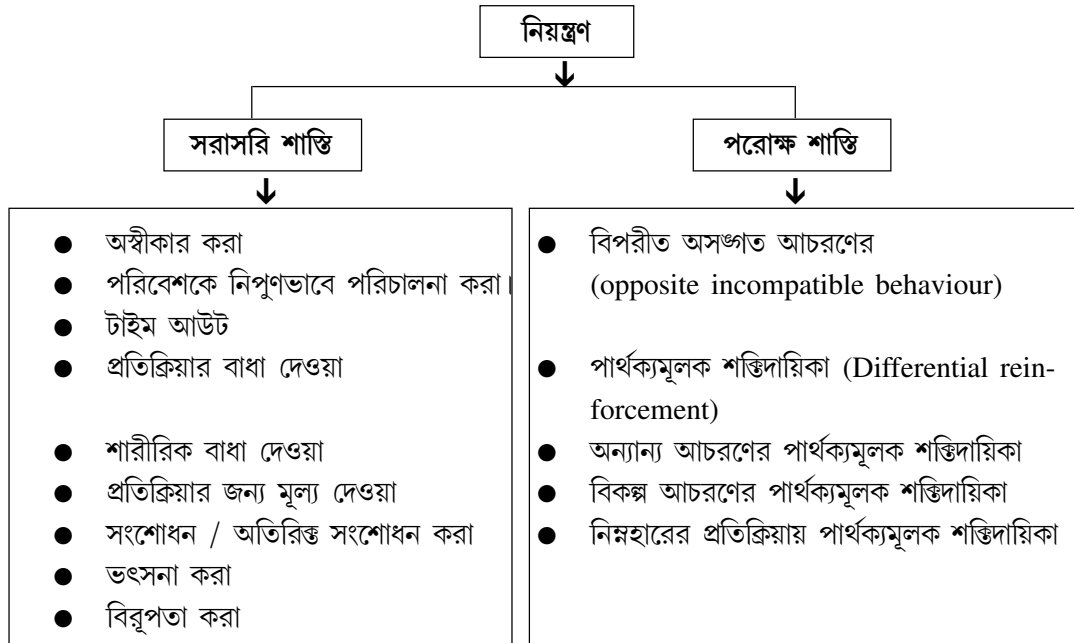 নিয়ন্ত্রণ
সরাসরি শাস্তি
পরোক্ষ শাস্তি
● অস্বীকার করা
● পরিবেশকে নিপুণভাবে পরিচালনা করা।
● টাইম আউট
● প্রতিক্রিয়ার বাধা দেওয়া
● শারীরিক বাধা দেওয়া
● প্রতিক্রিয়ার জন্য মূল্য দেওয়া
● সংশোধন / অতিরিক্ত সংশোধন করা
● ভৎসনা করা
● বিরূপতা করা
● বিপরীত অসঙ্গত আচরণের
(opposite incompatible behaviour)
● পার্থক্যমূলক শক্তিদায়িকা (Differential rein-
forcement)
● অন্যান্য আচরণের পার্থক্যমূলক শক্তিদায়িকা
● বিকল্প আচরণের পার্থক্যমূলক শক্তিদায়িকা
● নিম্নহারের প্রতিক্রিয়ায় পার্থক্যমূলক শক্তিদায়িকা